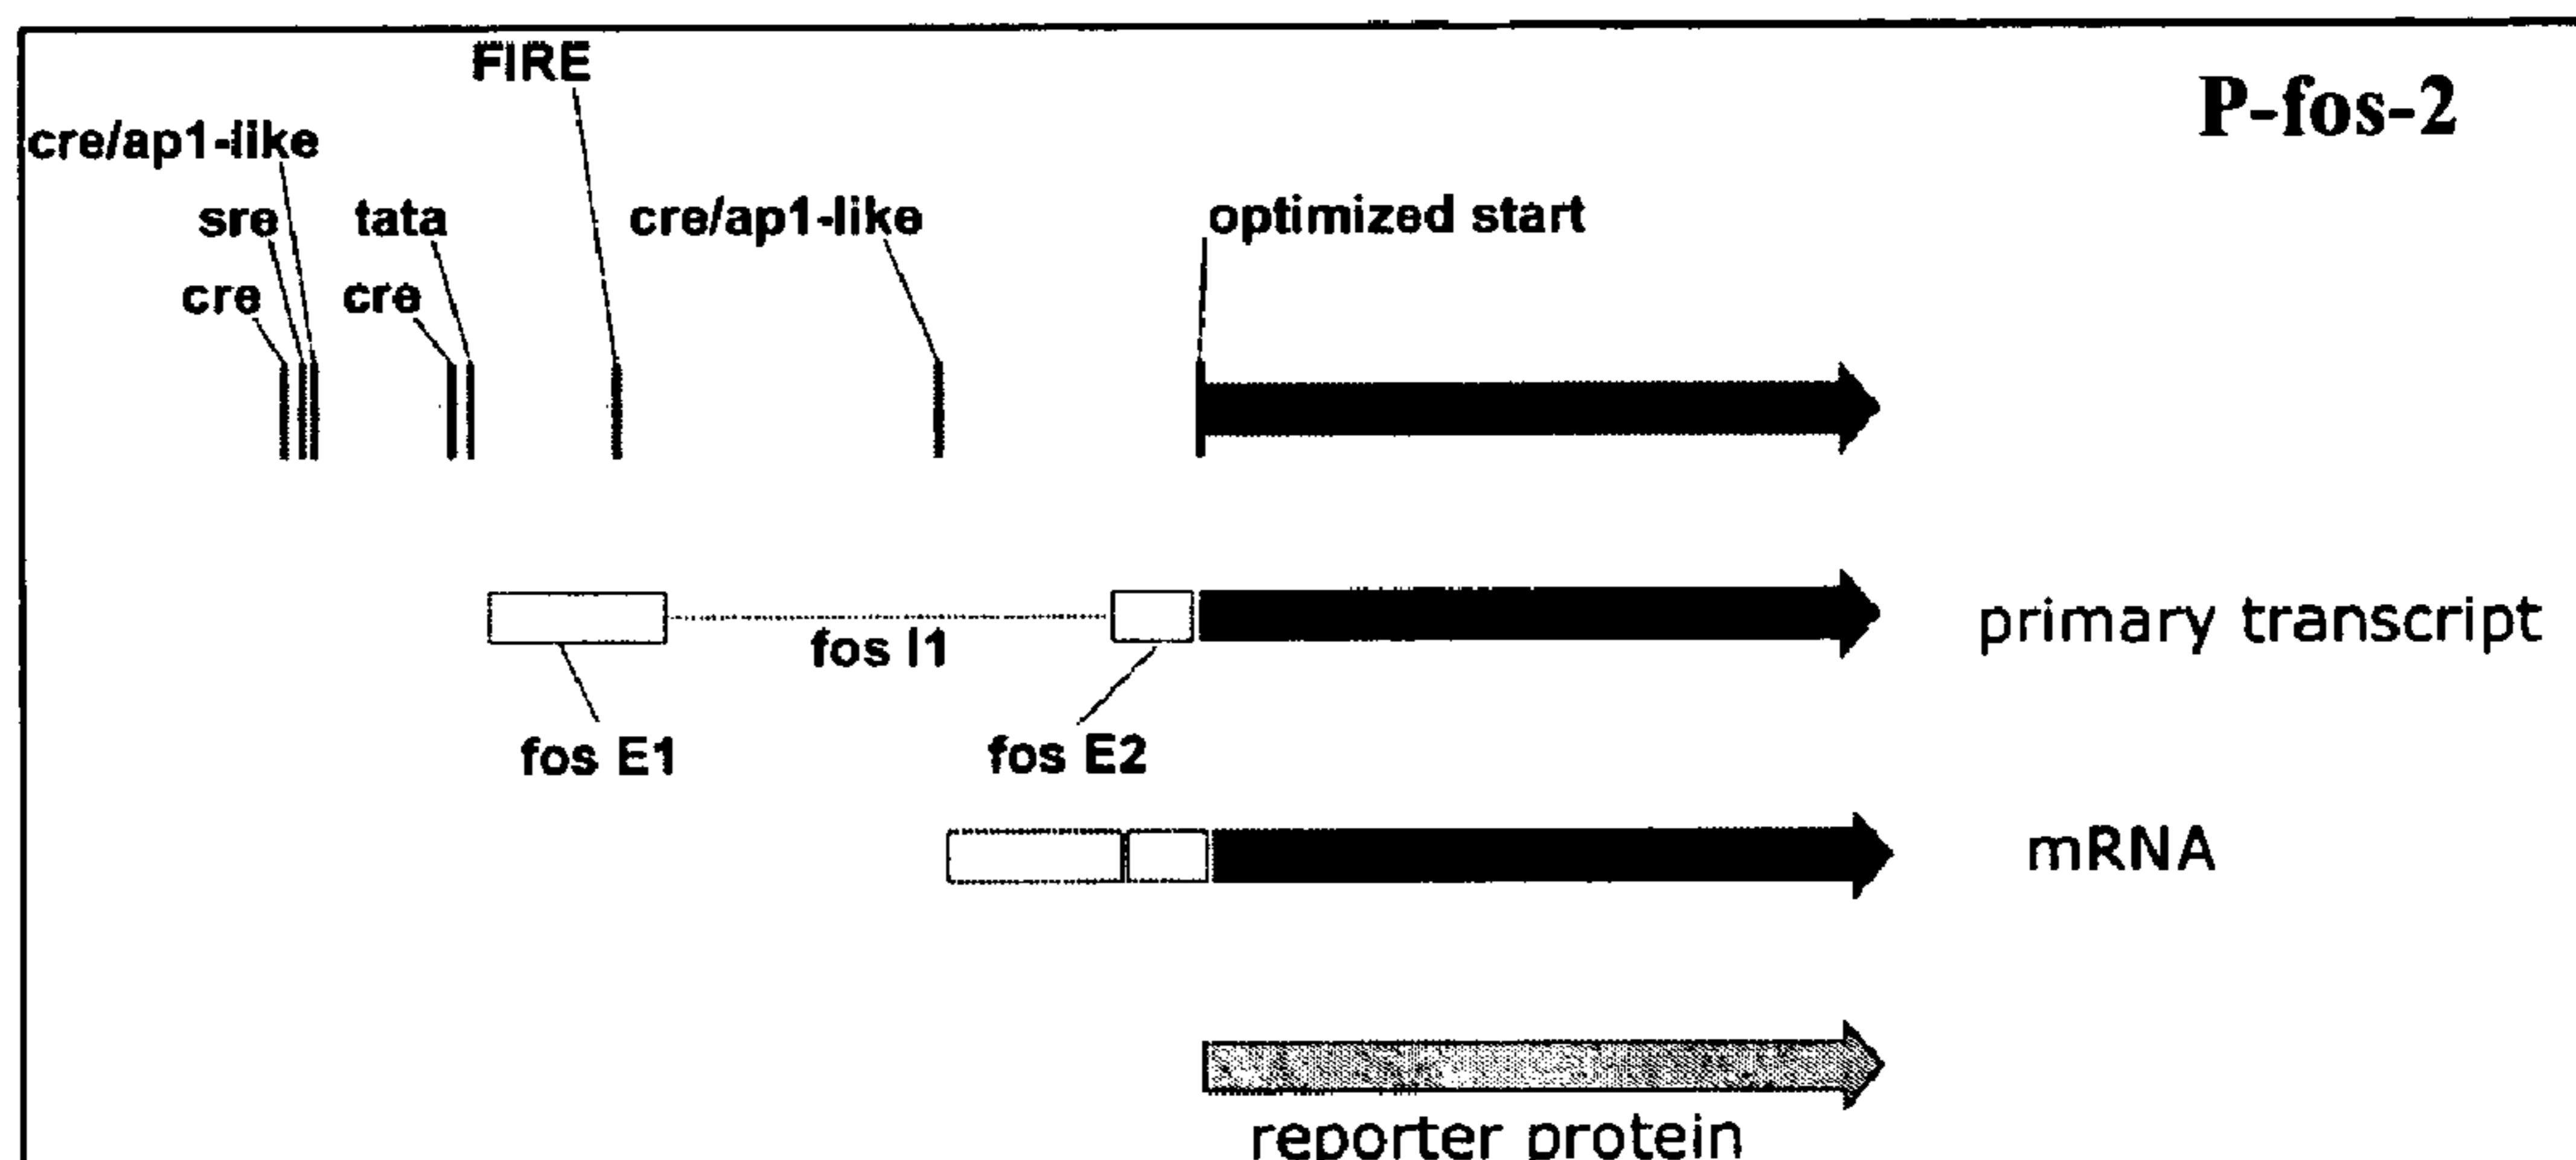 FIRE
P-fos-2
cre/ap1-like
sre
tata
cre/ap1-like
optimized start
cre
cre
fos I1
primary transcript
fos E1
fos E2
mRNA
reporter protein